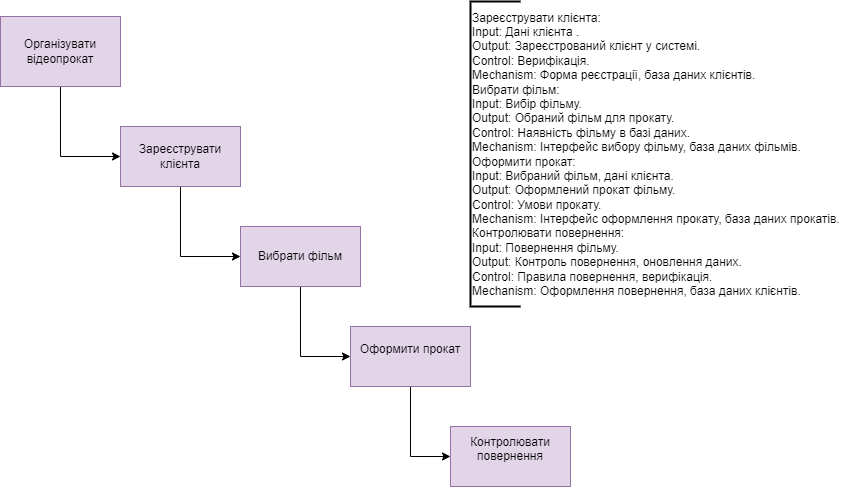 Організувати
відеопрокат
Зареєструвати
клієнта
Вибрати фільм
Оформити прокат
Контролювати
повернення
Зареєструвати клієнта:
Input: Дані клієнта .
Output: Зареєстрований клієнт у системі.
Control: Верифікація.
Mechanism: Форма реєстрації, база даних клієнтів.
Вибрати фільм:
Input: Вибір фільму.
Output: Обраний фільм для прокату.
Control: Наявність фільму в базі даних.
Mechanism: Інтерфейс вибору фільму, база даних фільмів.
Оформити прокат:
Input: Вибраний фільм, дані клієнта.
Output: Оформлений прокат фільму.
Control: Умови прокату.
Mechanism: Інтерфейс оформлення прокату, база даних прокатів.
Контролювати повернення:
Input: Повернення фільму.
Output: Контроль повернення, оновлення даних.
Control: Правила повернення, верифікація.
Mechanism: Оформлення повернення, база даних клієнтів.